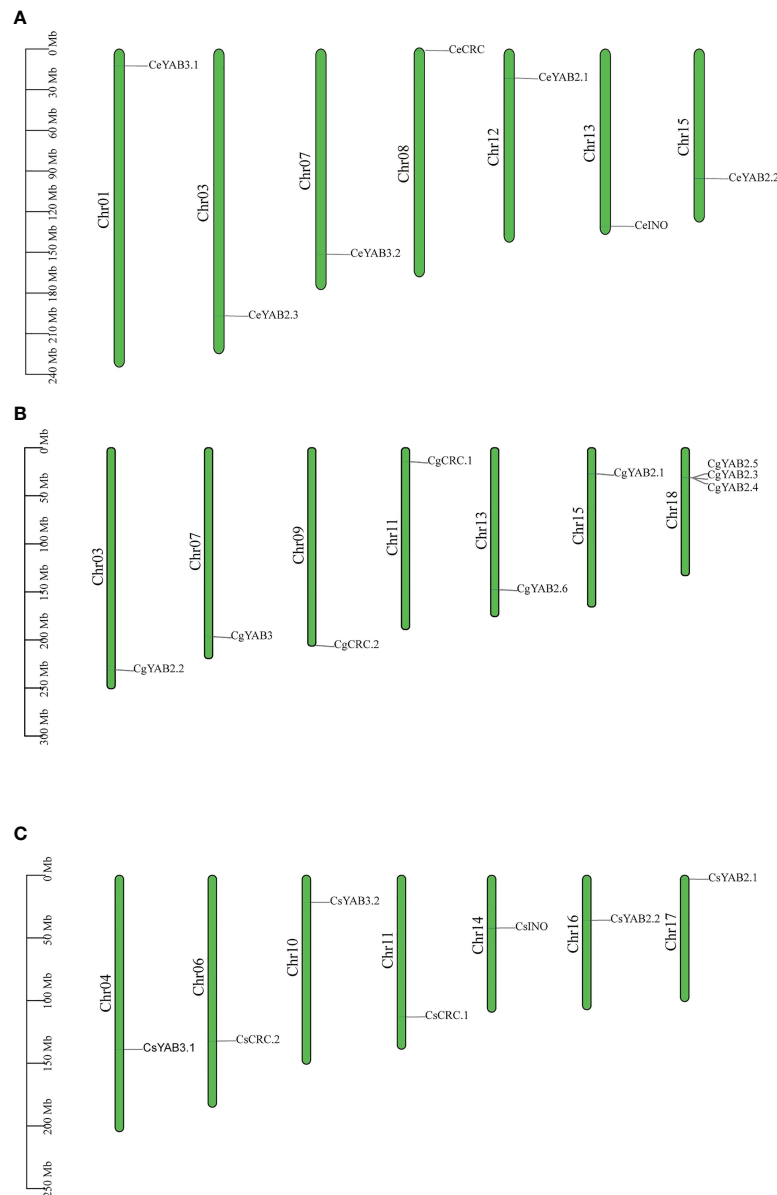 A
0 Mb
30 Mb
60 Mb
90 Mb
120 Mb
150 Mb
180 Mb
210 Mb
240 Mb
Chr01
CeYAB3.1
Chr03
CeYAB2.3
Chr07
CeYAB3.2
Chr08
CeCRC
Chr12
CeYAB2.1
Chr13
CeINO
Chr15
CeYAB2.2
B
0 Mb
50 Mb
100 Mb
150 Mb
200 Mb
250 Mb
300 Mb
Chr03
CgYAB2.2
Chr07
CgYAB3
Chr09
CgCRC.2
Chr11
CgCRC.1
Chr13
CgYAB2.6
Chr15
CgYAB2.1
Chr18
CgYAB2.5
CgYAB2.3
CgYAB2.4
C
0 Mb
50 Mb
100 Mb
150 Mb
200 Mb
250 Mb
Chr04
CsYAB3.1
Chr06
CsCRC.2
Chr10
CsYAB3.2
Chr11
CsCRC.1
Chr14
CsINO
Chr16
CsYAB2.2
Chr17
CsYAB2.1